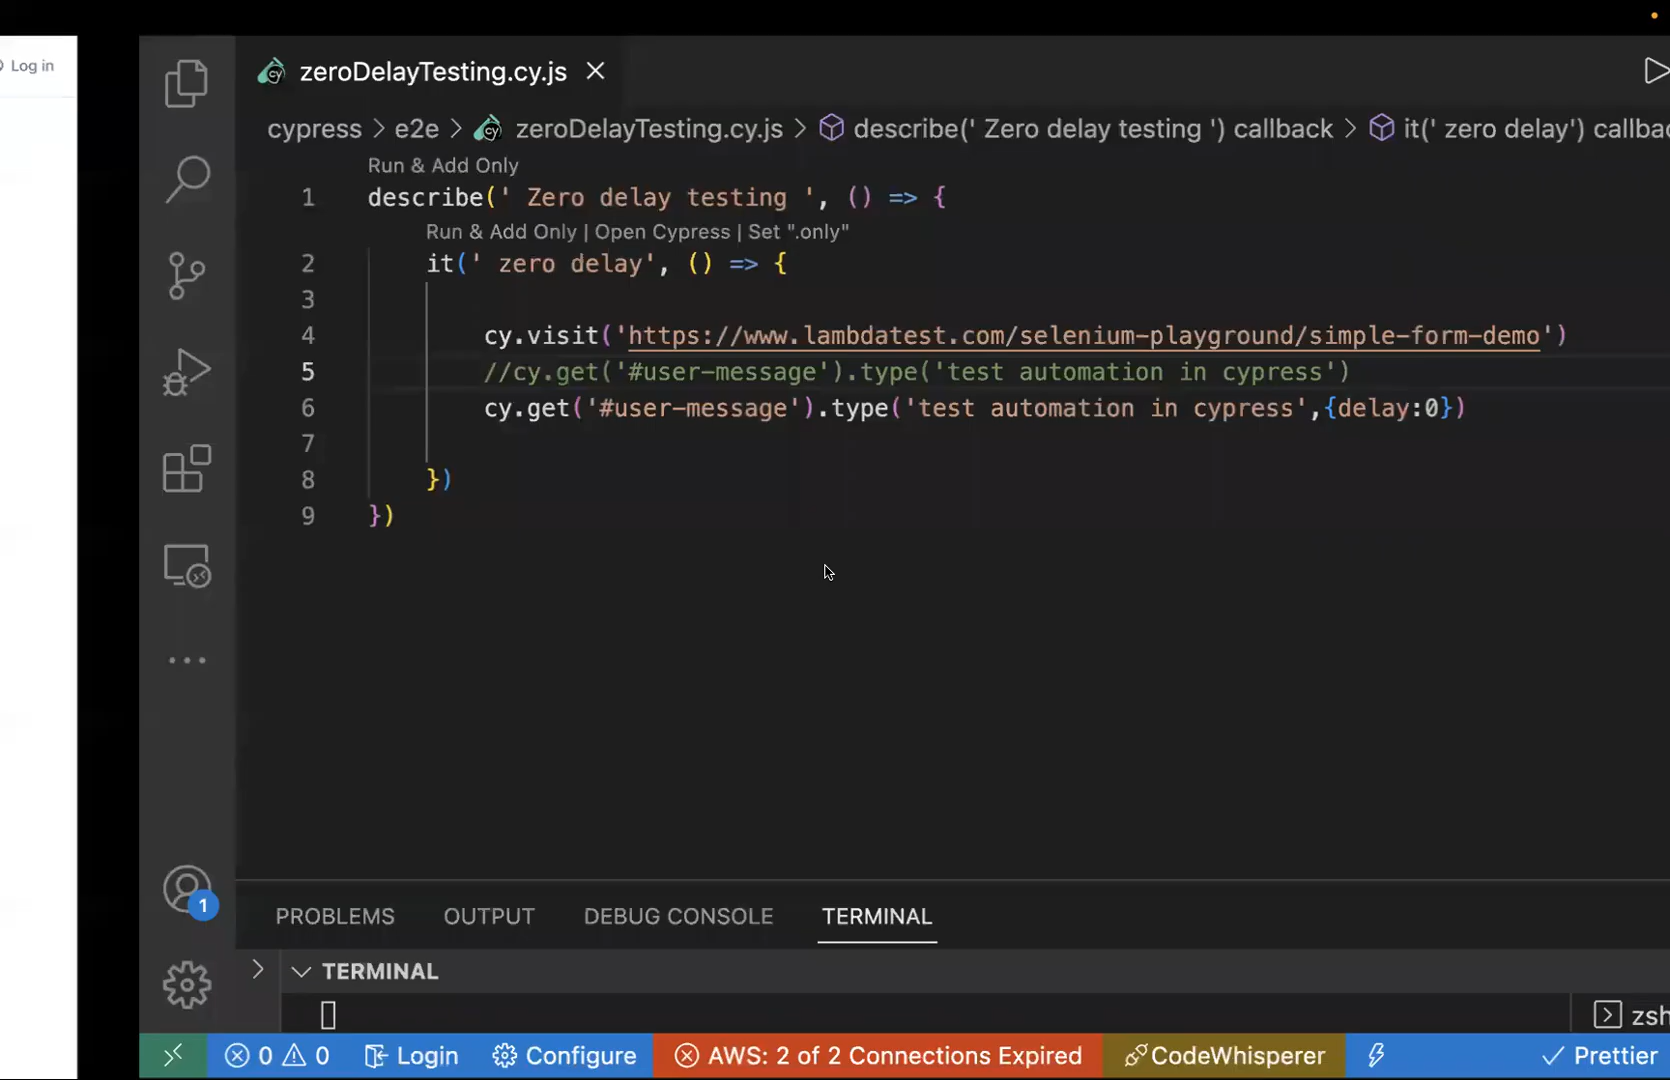 Log in
zeroDelayTesting.cy.js
cypress > e2e > zeroDelayTesting.cy.js > describe(' Zero delay testing ') callback > it(' zero delay') callba
Run & Add Only
1 describe(' Zero delay testing ', () => {
Run & Add Only | Open Cypress | Set ".only"
2 it(' zero delay', () => {
3
4 cy.visit('https://www.lambdatest.com/selenium-playground/simple-form-demo')
5 //cy.get('#user-message').type('test automation in cypress')
6 cy.get('#user-message').type('test automation in cypress',{delay:0})
7
8 })
9 })
1
PROBLEMS OUTPUT DEBUG CONSOLE TERMINAL
TERMINAL
zsh
0 0 Login Configure AWS: 2 of 2 Connections Expired CodeWhisperer Prettier